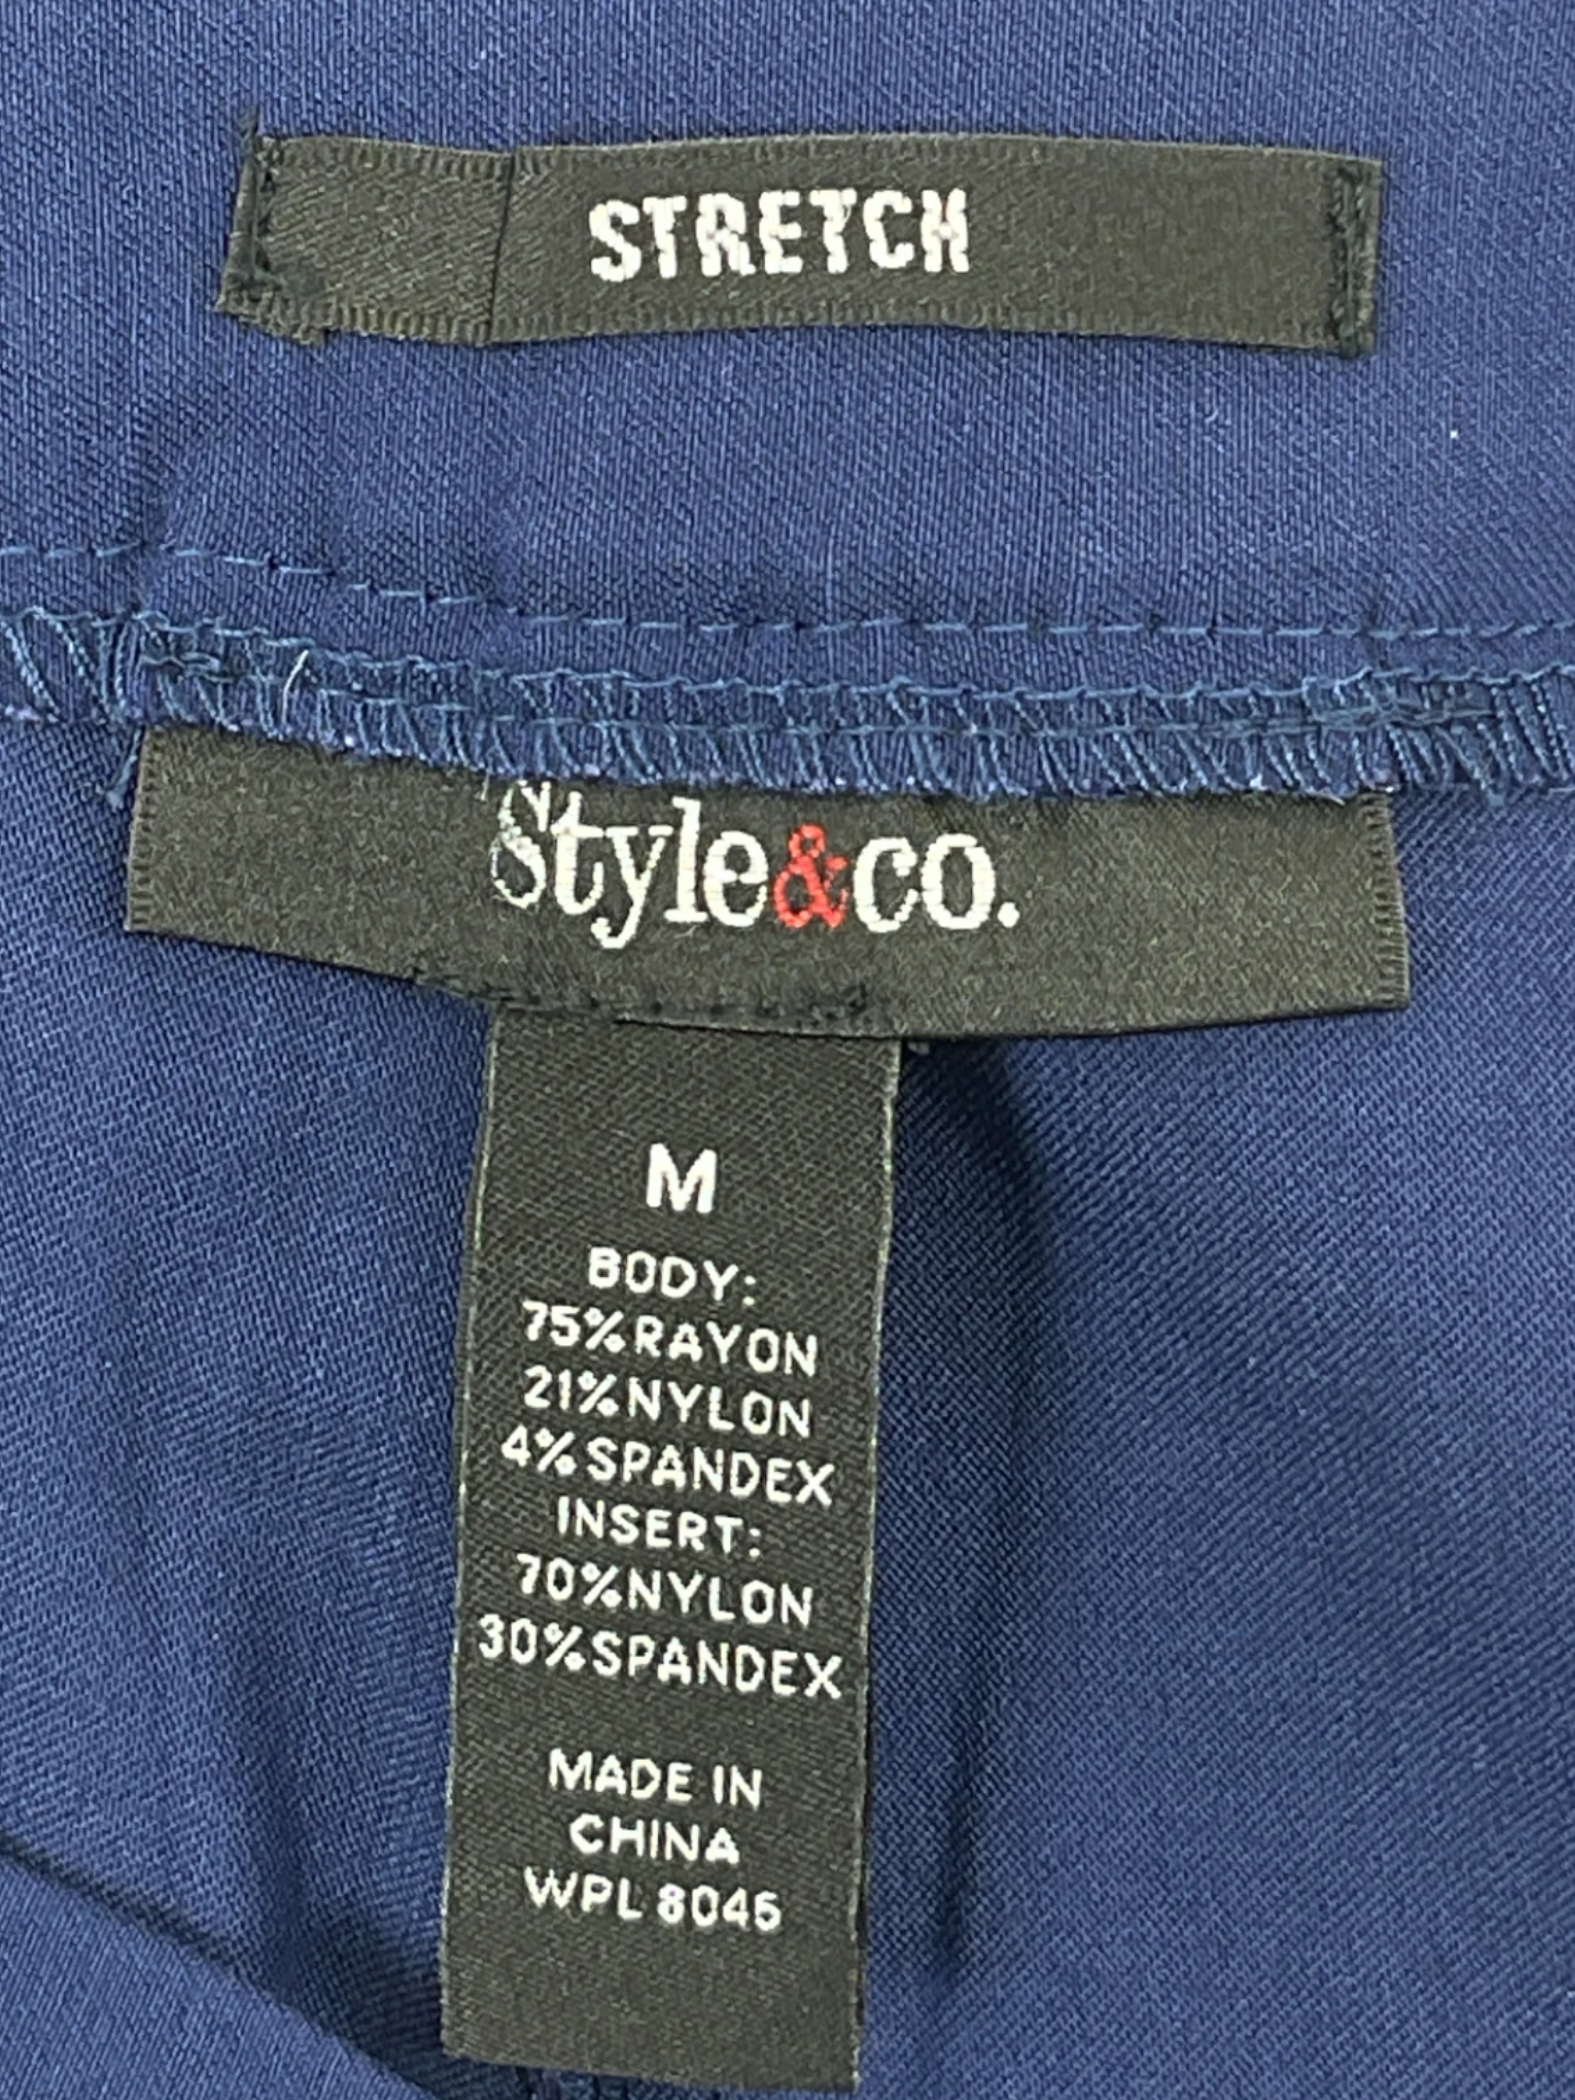 STRETCH
Style&co.
M
BODY:
75%RAYON
21%NYLON
4%SPANDEX
INSERT:
70%NYLON
30%SPANDEX
MADE IN
CHINA
WPL 8046